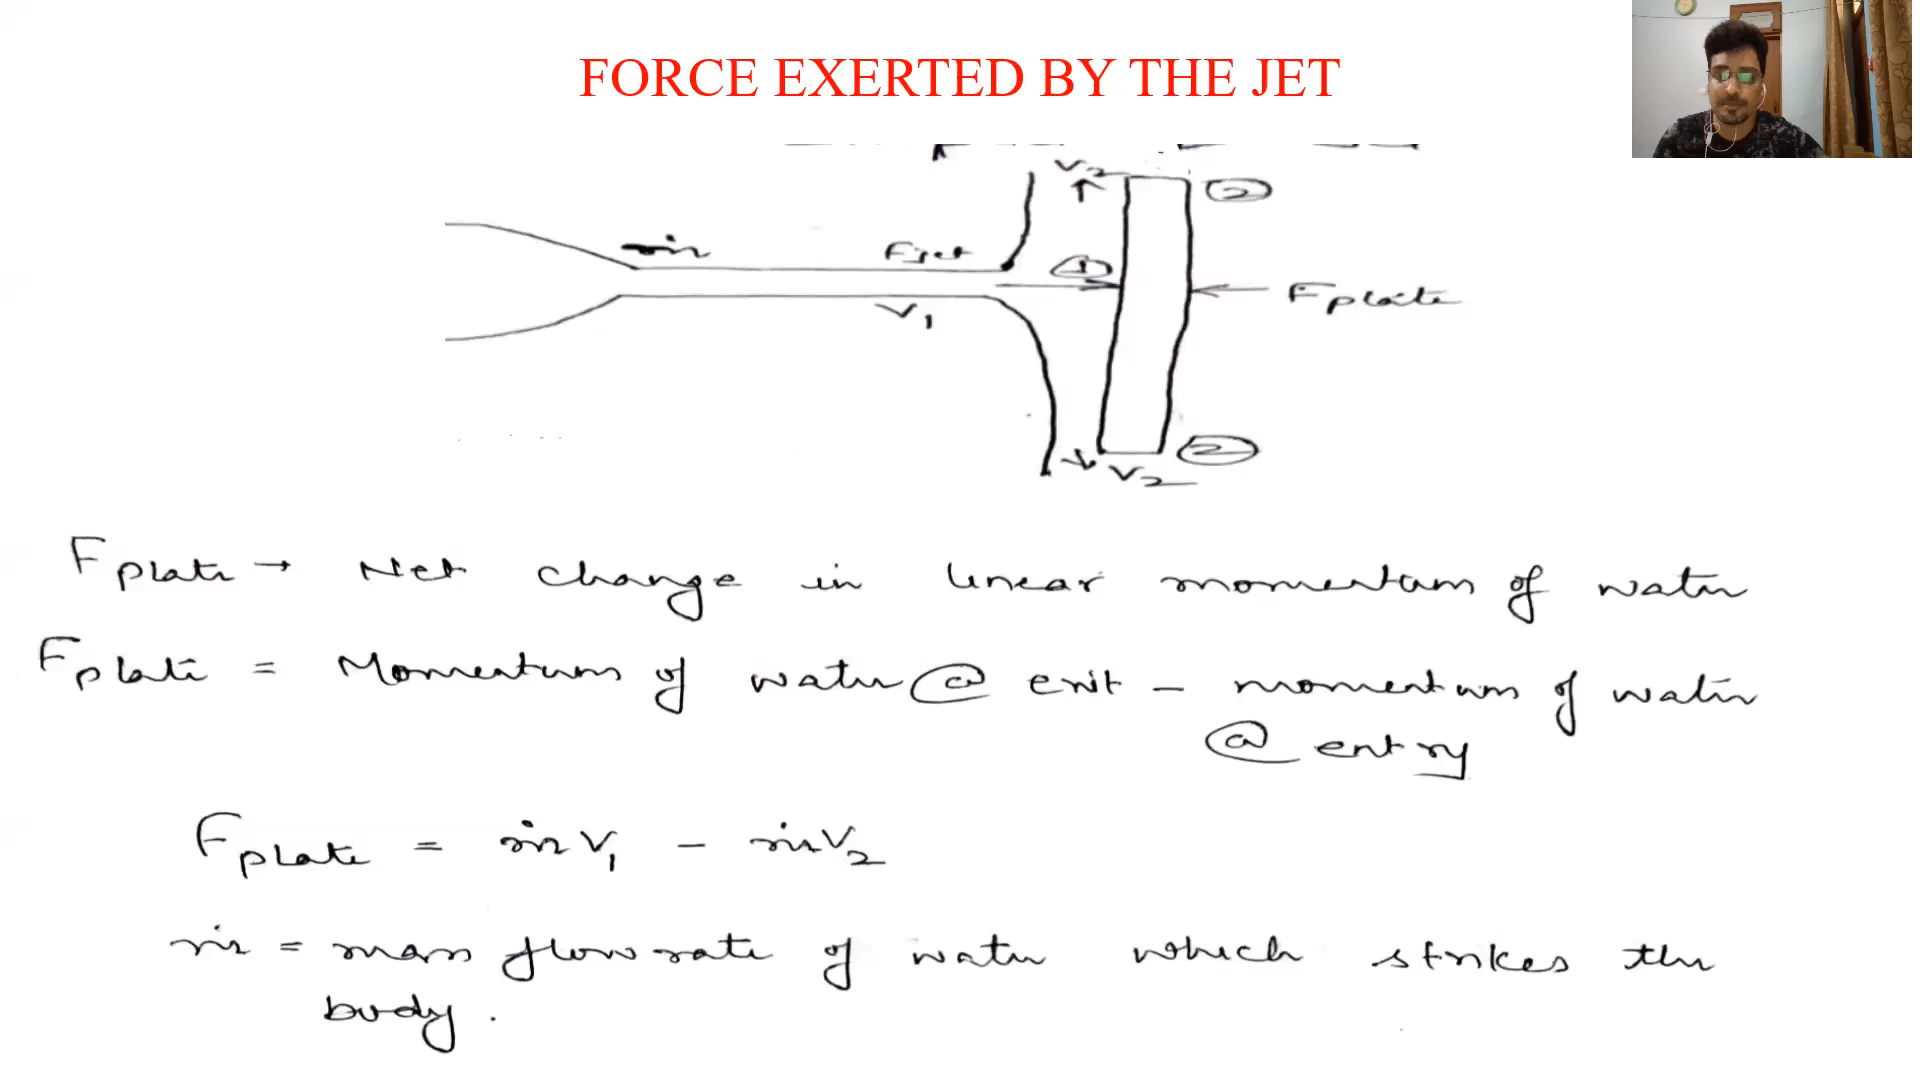 FORCE EXERTED BY THE JET
V₂
②
ṁ
Fjet
①
V₁
Fplate
②
V₂
Fplate → Net change in linear momentum of water
Fplate = Momentum of water @ exit - momentum of water
@ entry
Fplate = ṁV₁ - ṁV₂
ṁ = mass flow rate of water which strikes the
body.